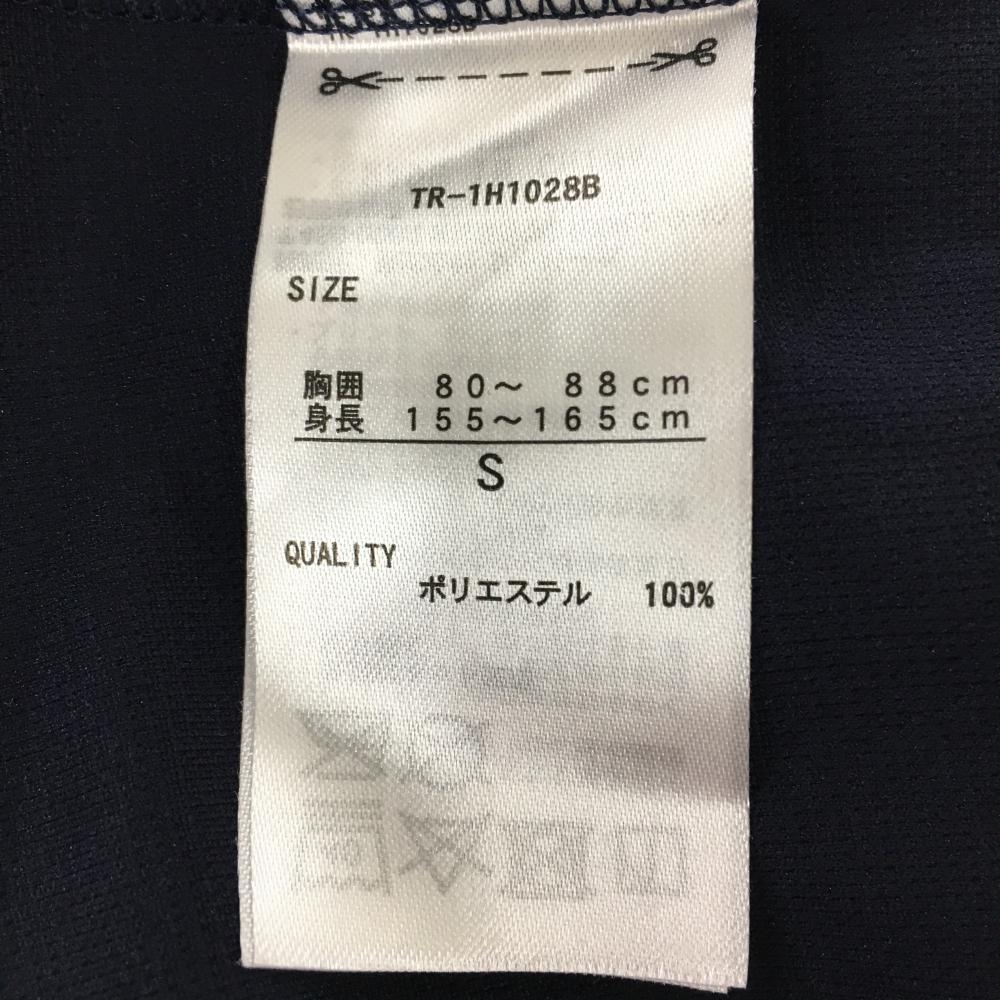 TR-1H1028B
SIZE
胸囲 80～ 88cm
身長 155～165cm
S
QUALITY
ポリエステル 100%